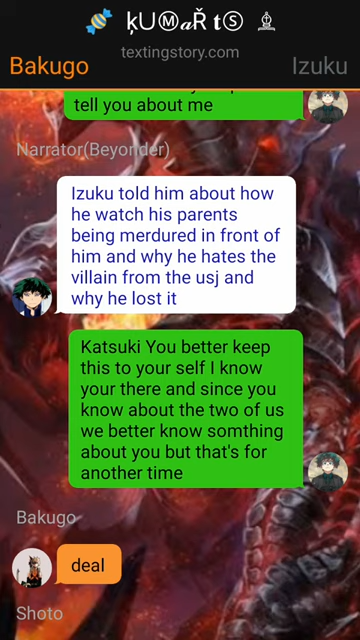 🍬 ķUⓂ𝓪Ř 𝐭Ⓢ ♗
textingstory.com
Bakugo Izuku
tell you about me
Narrator(Beyonder)
Izuku told him about how
he watch his parents
being merdured in front of
him and why he hates the
villain from the usj and
why he lost it
Katsuki You better keep
this to your self I know
your there and since you
know about the two of us
we better know somthing
about you but that's for
another time
Bakugo
deal
Shoto